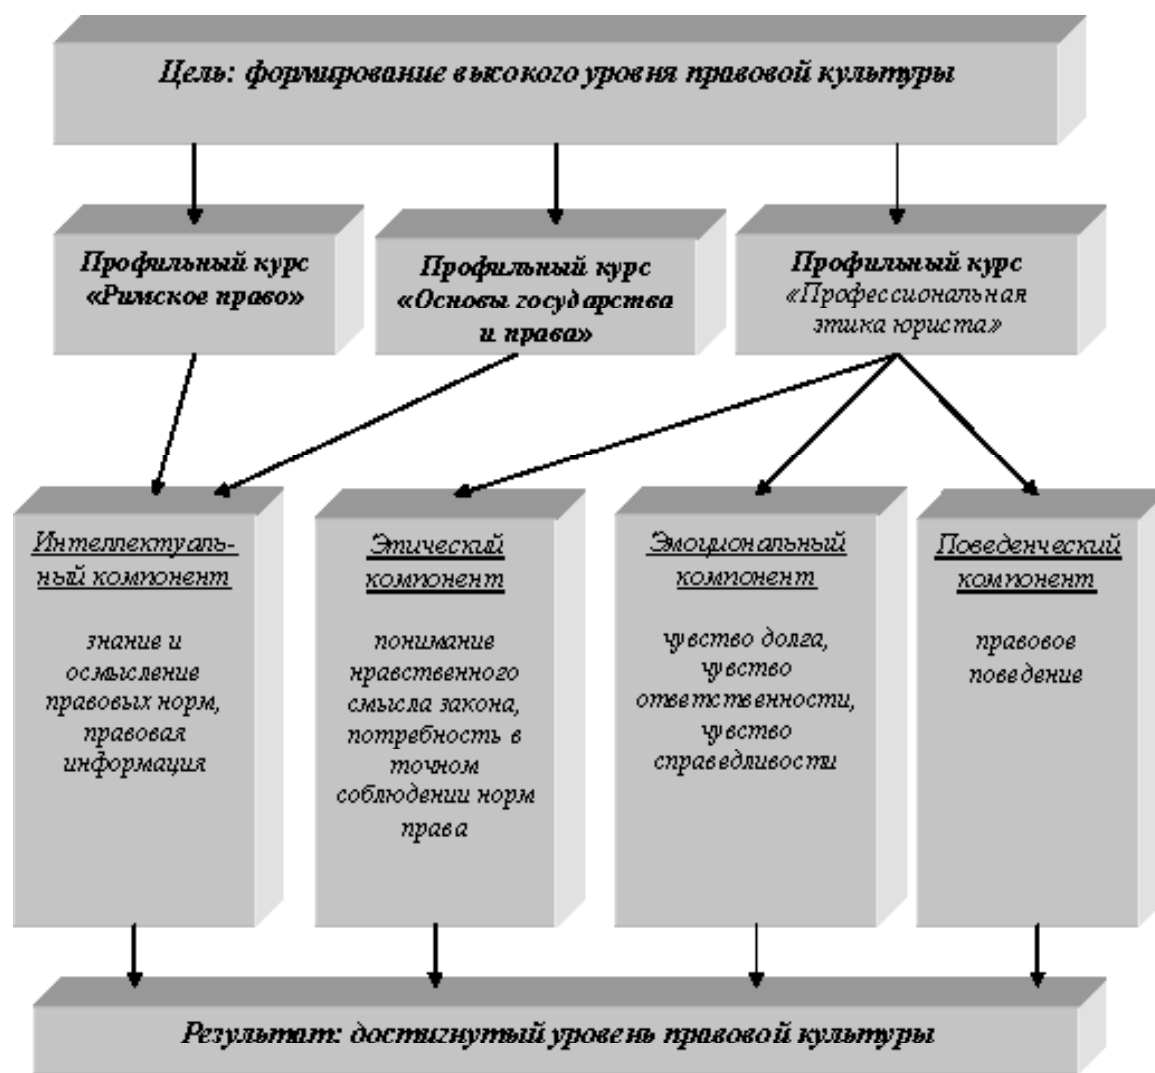 Цель: формирование высокого уровня правовой культуры
Профильный курс
«Римское право»
Профильный курс
«Основы государства
и права»
Профильный курс
«Профессиональная
этика юриста»
Интеллектуаль-
ный компонент
знание и
осмысление
правовых норм,
правовая
информация
Этический
компонент
понимание
нравственного
смысла закона,
потребность в
точном
соблюдении норм
права
Эмоциональный
компонент
чувство долга,
чувство
ответственности,
чувство
справедливости
Поведенческий
компонент
правовое
поведение
Результат: достигнутый уровень правовой культуры